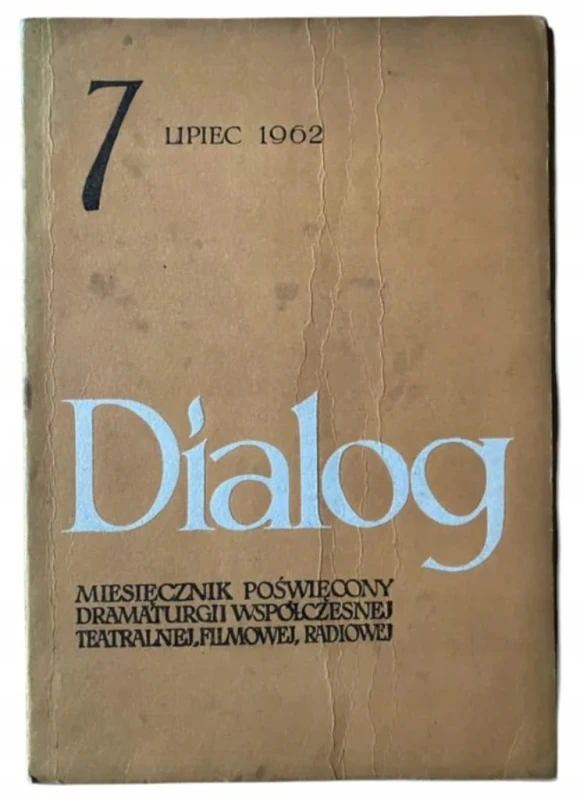 7
LIPIEC 1962
Dialog
MIESIĘCZNIK POŚWIĘCONY
DRAMATURGII WSPÓŁCZESNEJ
TEATRALNEJ, FILMOWEJ, RADIOWEJ